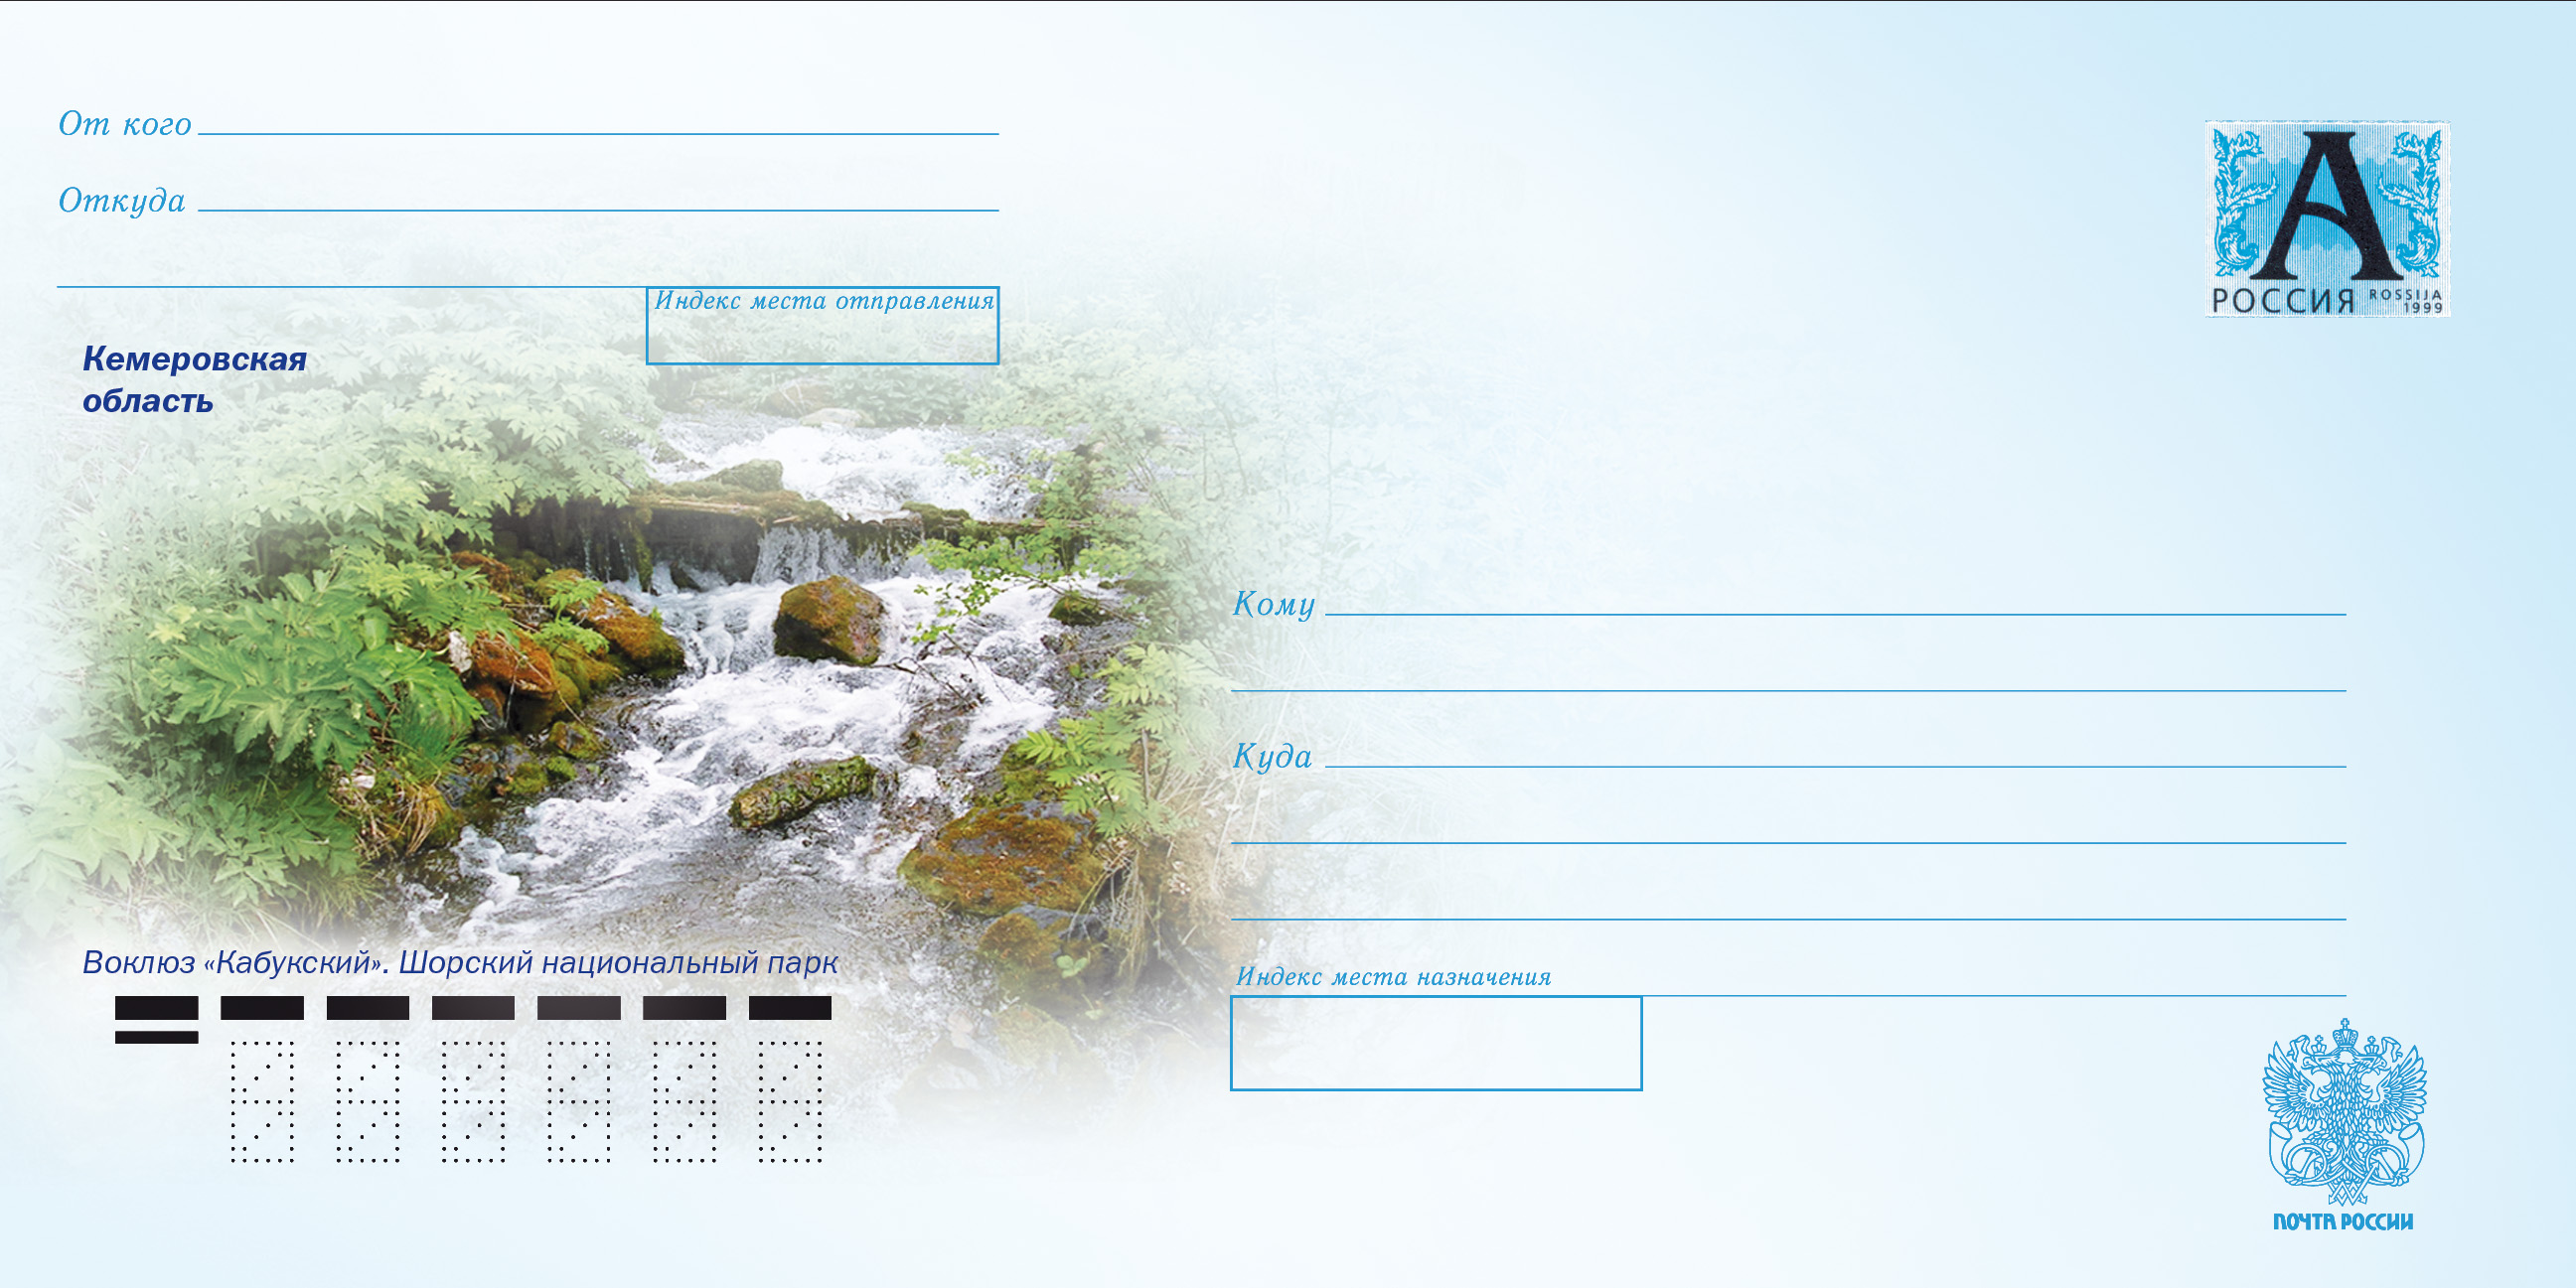 От кого
Откуда
Индекс места отправления
Кемеровская
область
А
РОССИЯ
ROSSIJA
1999
Кому
Куда
Воклюз «Кабукский». Шорский национальный парк
Индекс места назначения
ПОЧТА РОССИИ